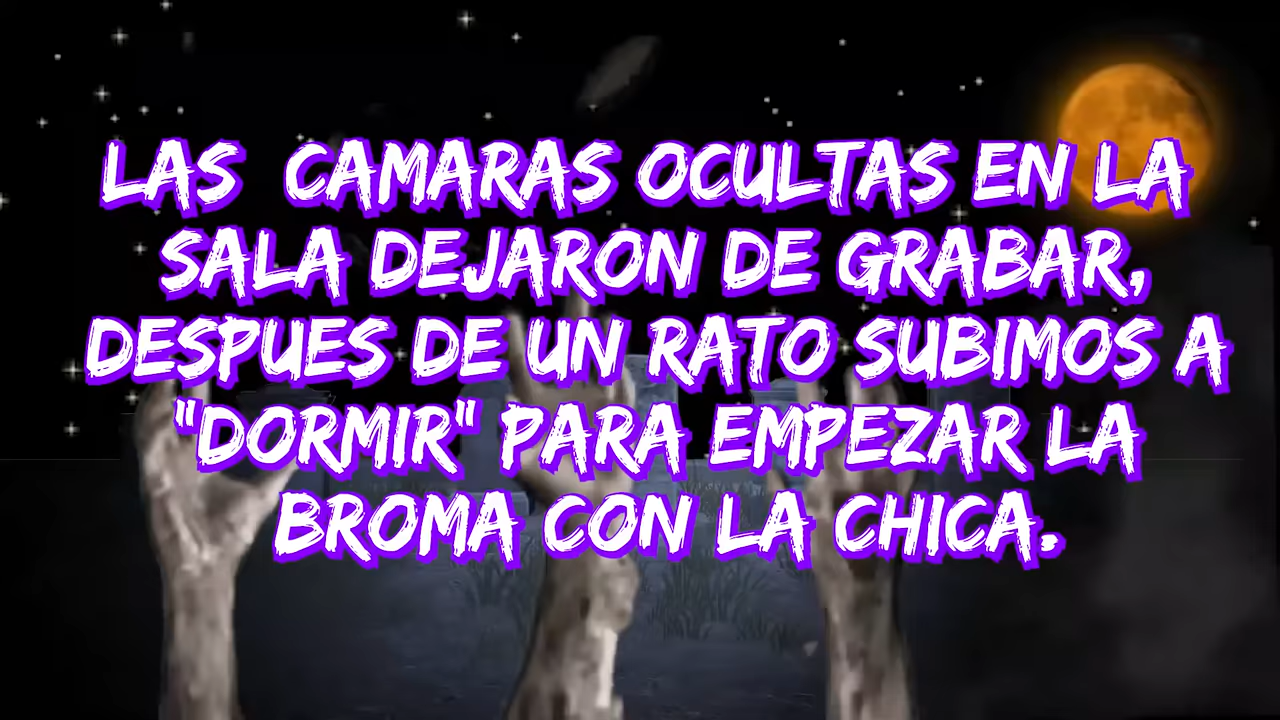 LAS CAMARAS OCULTAS EN LA
SALA DEJARON DE GRABAR,
DESPUES DE UN RATO SUBIMOS A
"DORMIR" PARA EMPEZAR LA
BROMA CON LA CHICA.